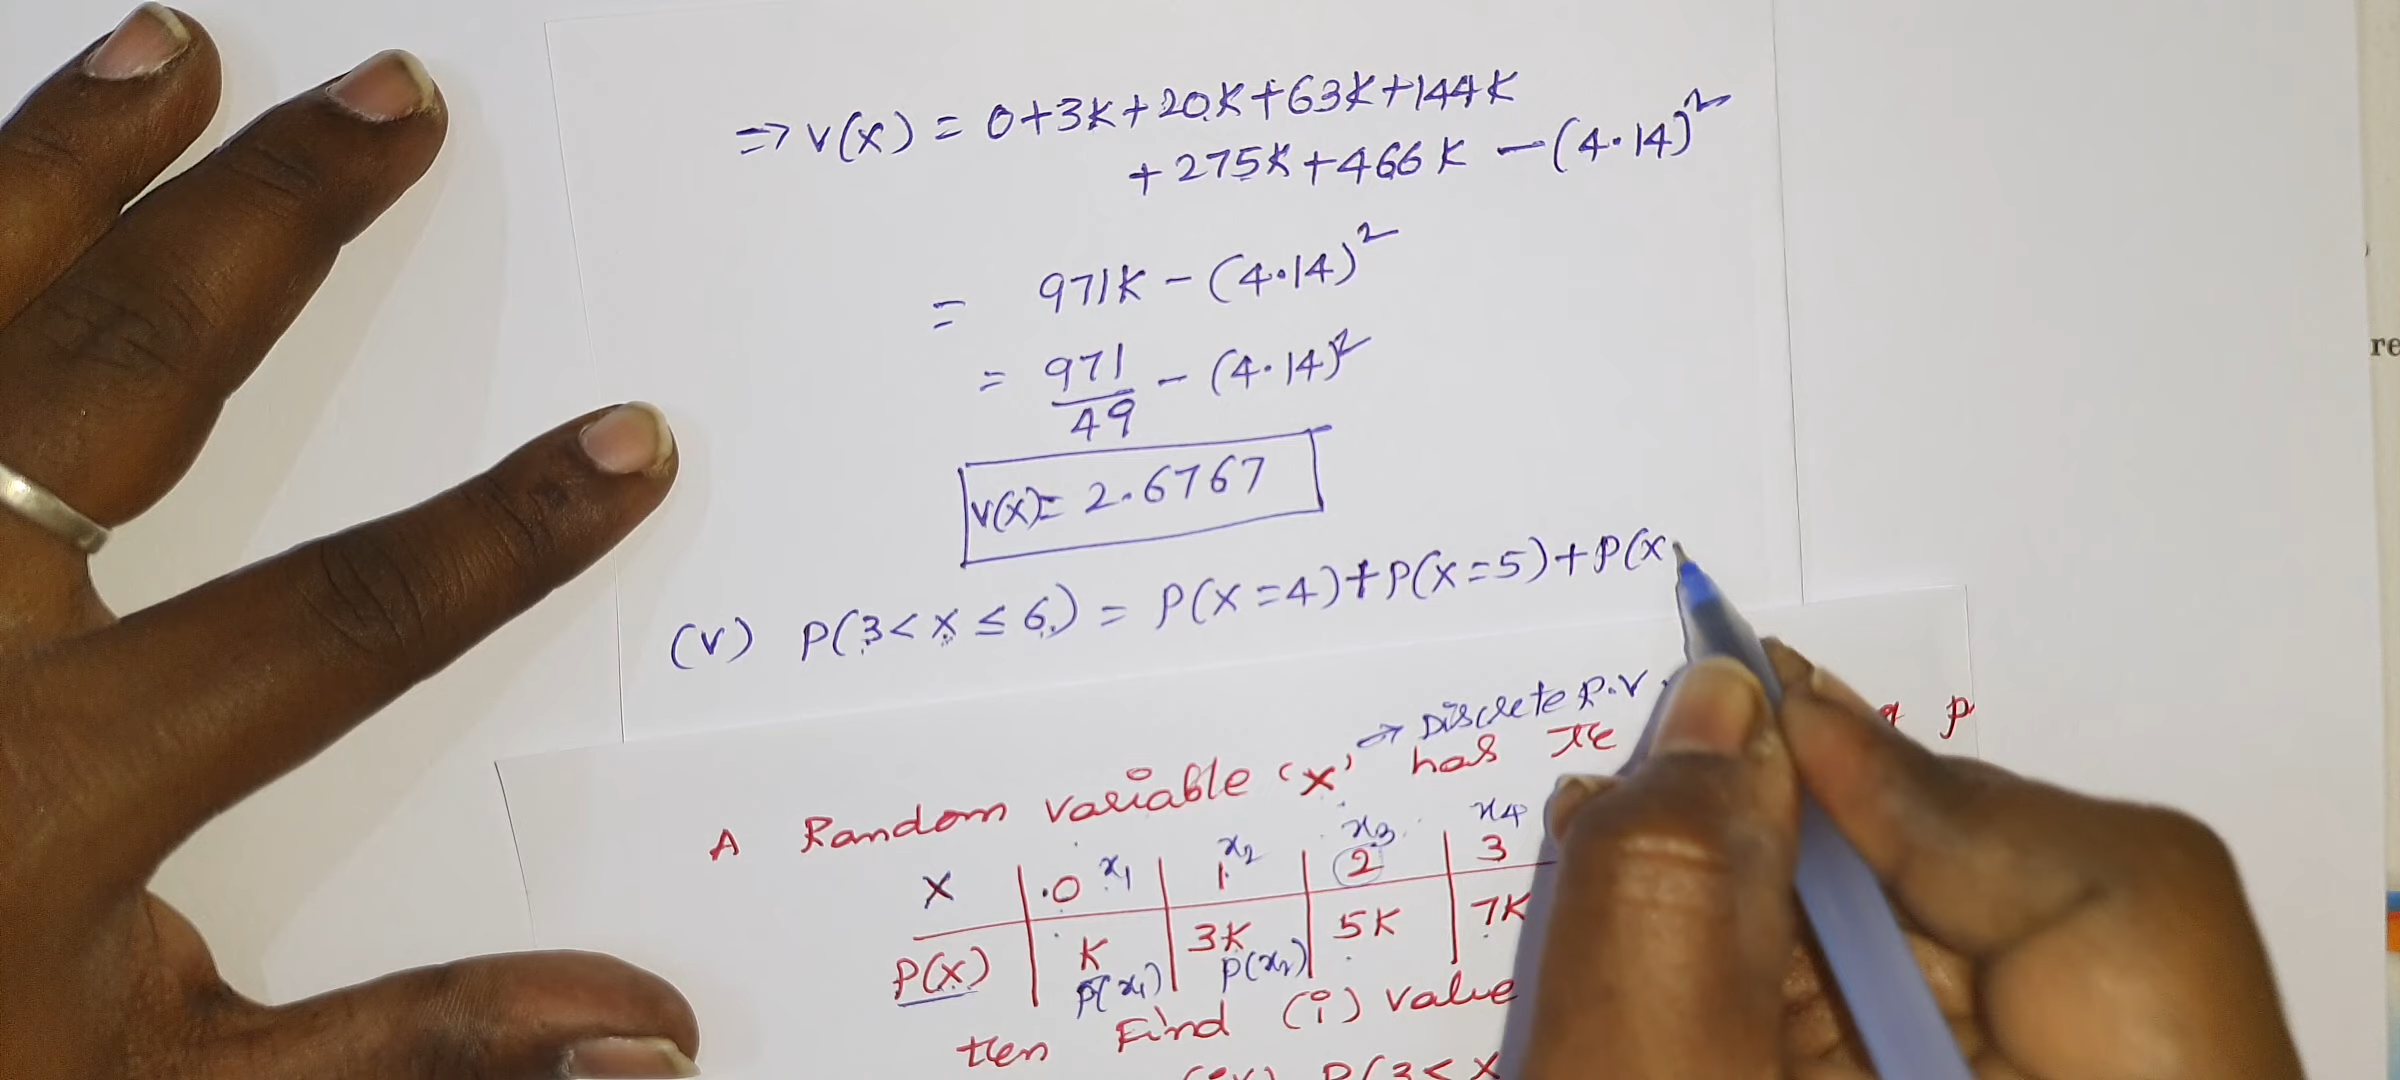 ⇒ V(X) = 0+3K+20K+63K+144K
+275K+466K −(4.14)²
= 971K −(4.14)²
= 971/49 − (4.14)²
V(X)= 2.6767
(V) P(3<X≤6) = P(X=4)+P(X=5)+P(X
→ Discrete R.V.
A Random variable 'X' has
x₁ x₂ x₃ x₄
X 0 1 2 3
P(X) K 3K 5K 7K
P(x₁) P(x₂)
then Find (i) value
P(3<X
re